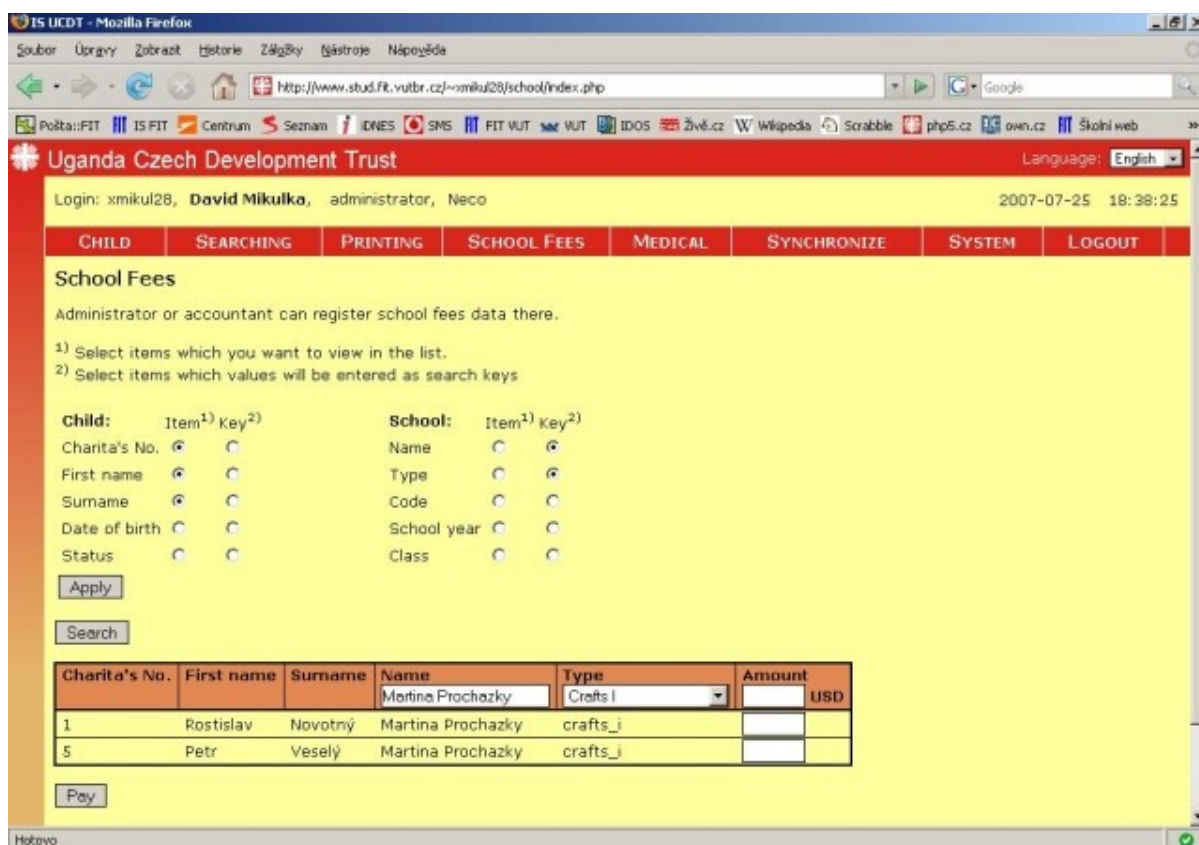 IS UCDT - Mozilla Firefox
Soubor Úpravy Zobrazit Historie Záložky Nástroje Nápověda
http://www.stud.fit.vutbr.cz/~xmikul28/school/index.php G Google
Pošta::FIT IS FIT Centrum Seznam iDNES SMS FIT VUT VUT IDOS Živě.cz Wikipedia Scrabble php5.cz own.cz Školní web »
Uganda Czech Development Trust Language: English
Login: xmikul28, David Mikulka, administrator, Neco 2007-07-25 18:38:25
CHILD SEARCHING PRINTING SCHOOL FEES MEDICAL SYNCHRONIZE SYSTEM LOGOUT
School Fees
Administrator or accountant can register school fees data there.
1) Select items which you want to view in the list.
2) Select items which values will be entered as search keys
Child: Item1) Key2) School: Item1) Key2)
Charita's No. Name
First name Type
Surname Code
Date of birth School year
Status Class
Apply
Search
Charita's No. First name Surname Name Type Amount
Martina Prochazky Crafts I USD
1 Rostislav Novotný Martina Prochazky crafts_i
5 Petr Veselý Martina Prochazky crafts_i
Pay
Hotovo